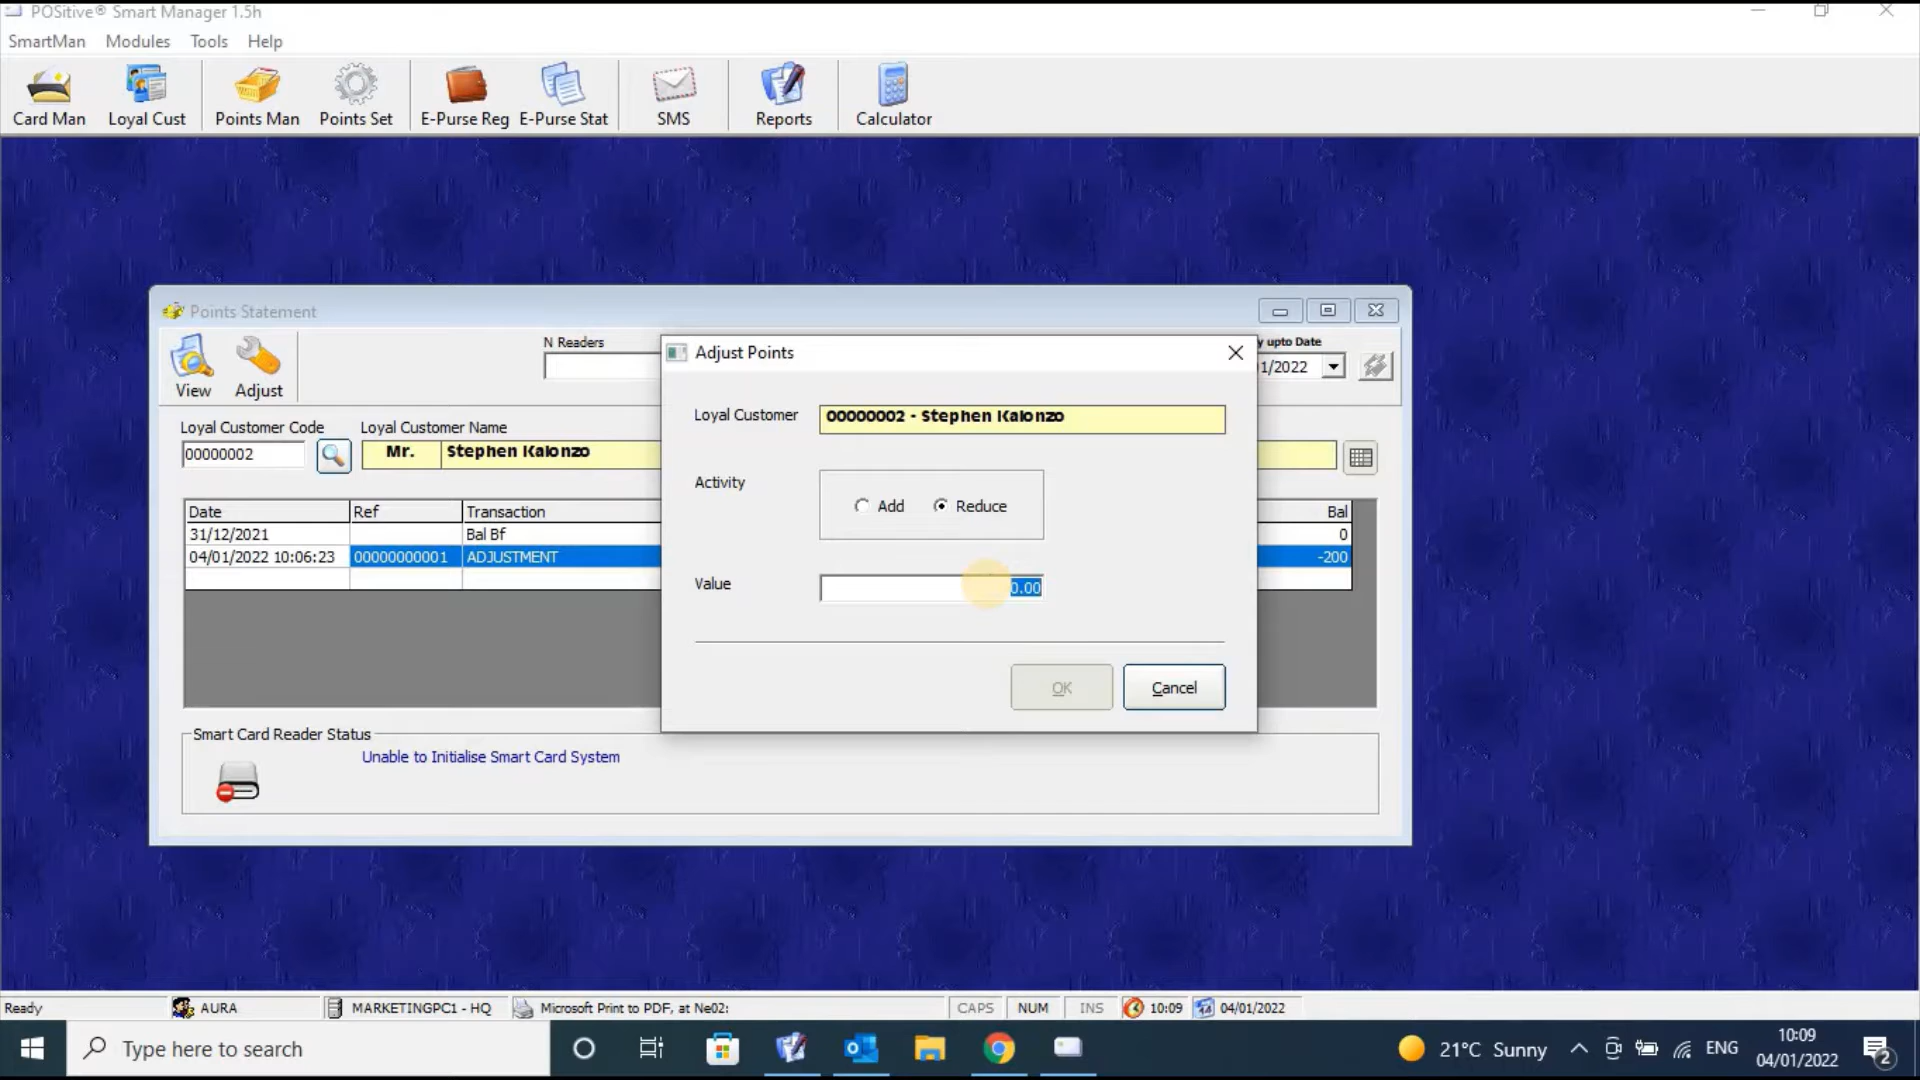 POSitive® Smart Manager 1.5h
SmartMan Modules Tools Help
Card Man Loyal Cust Points Man Points Set E-Purse Reg E-Purse Stat SMS Reports Calculator
Points Statement
View Adjust
N Readers
y upto Date
1/2022
Loyal Customer Code Loyal Customer Name
00000002 Mr. Stephen Kalonzo
Date Ref Transaction Bal
31/12/2021 Bal Bf 0
04/01/2022 10:06:23 00000000001 ADJUSTMENT -200
Adjust Points
Loyal Customer 00000002 - Stephen Kalonzo
Activity Add Reduce
Value 0.00
OK Cancel
Smart Card Reader Status
Unable to Initialise Smart Card System
Ready AURA MARKETINGPC1 - HQ Microsoft Print to PDF, at Ne02: CAPS NUM INS 10:09 04/01/2022
Type here to search 21°C Sunny ENG 10:09
04/01/2022 2